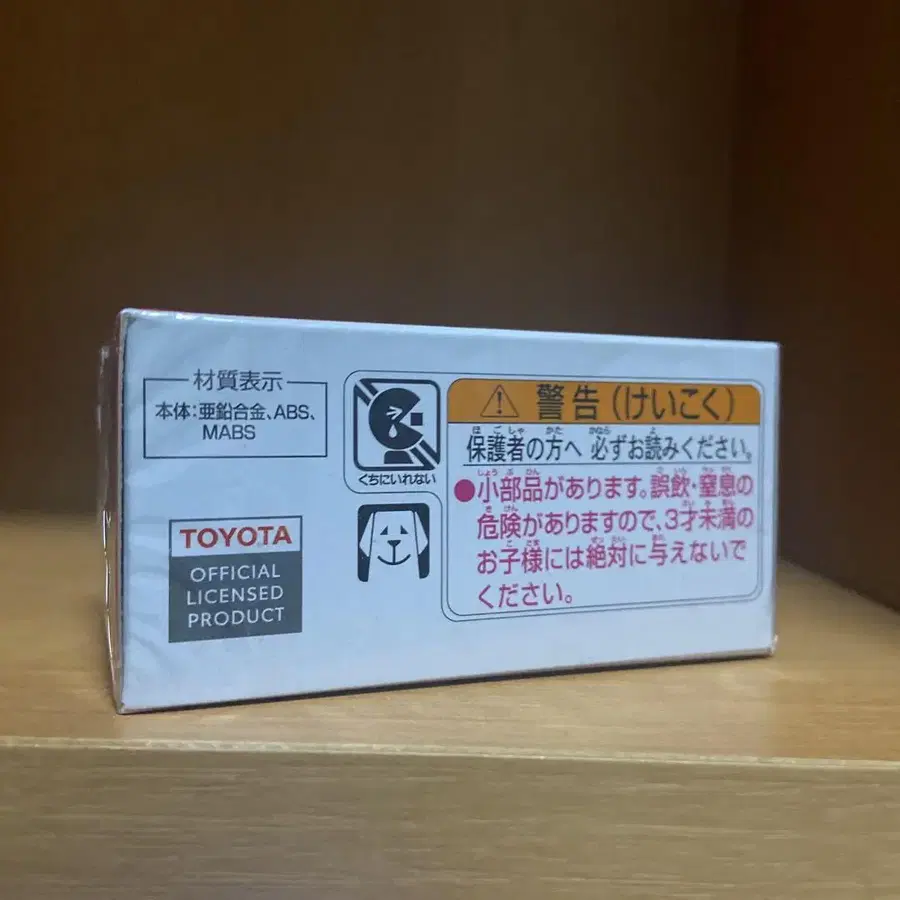 材質表示
本体:亜鉛合金、ABS、
MABS
TOYOTA
OFFICIAL
LICENSED
PRODUCT
くちにいれない
警告(けいこく)
保護者の方へ 必ずお読みください。
●小部品があります。誤飲・窒息の
危険がありますので、3才未満の
お子様には絶対に与えないで
ください。